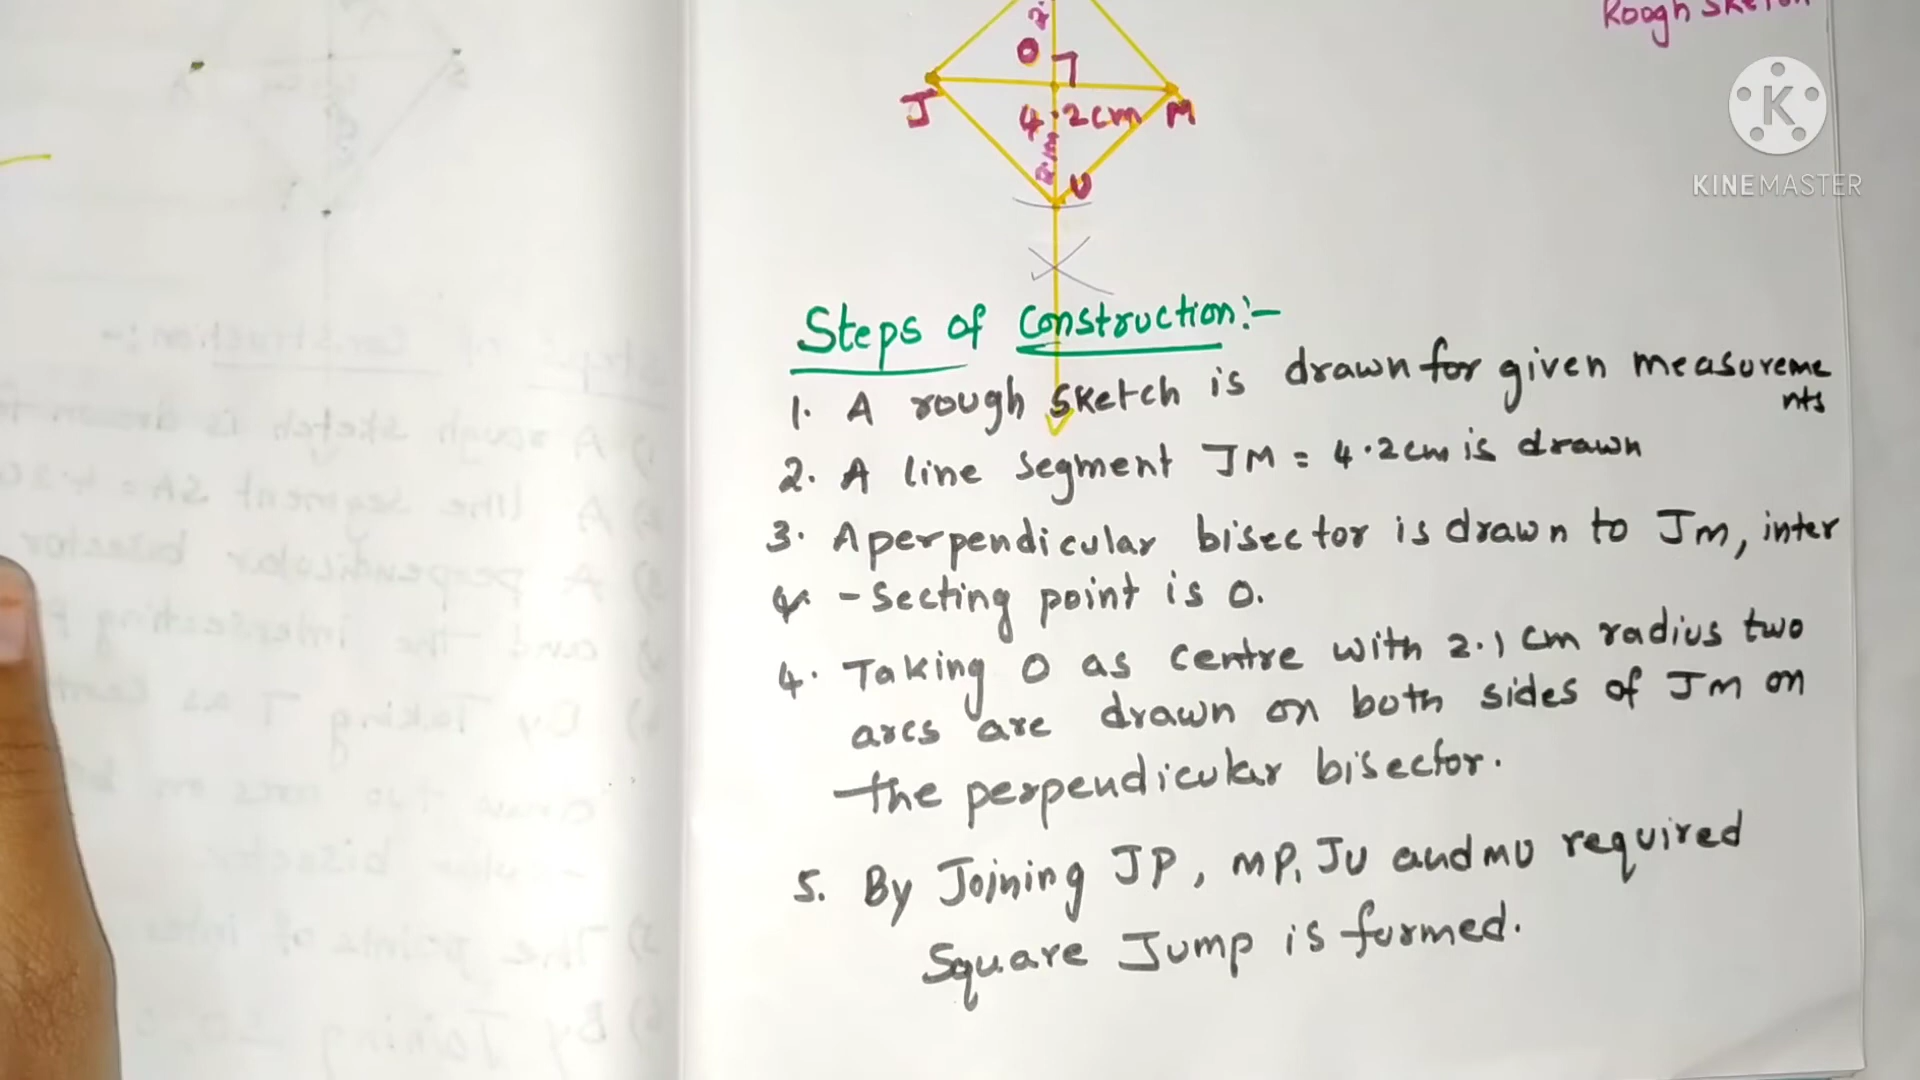 Rough Sketch
O
J
4.2cm
M
U
K
KINEMASTER
Steps of Construction:-
1. A rough sketch is drawn for given measureme
nts
2. A line segment JM = 4.2cm is drawn
3. A perpendicular bisector is drawn to JM, inter
- secting point is O.
4. Taking O as centre with 2.1 cm radius two
arcs are drawn on both sides of JM on
the perpendicular bisector.
5. By Joining JP, MP, JU and MU required
Square Jump is formed.